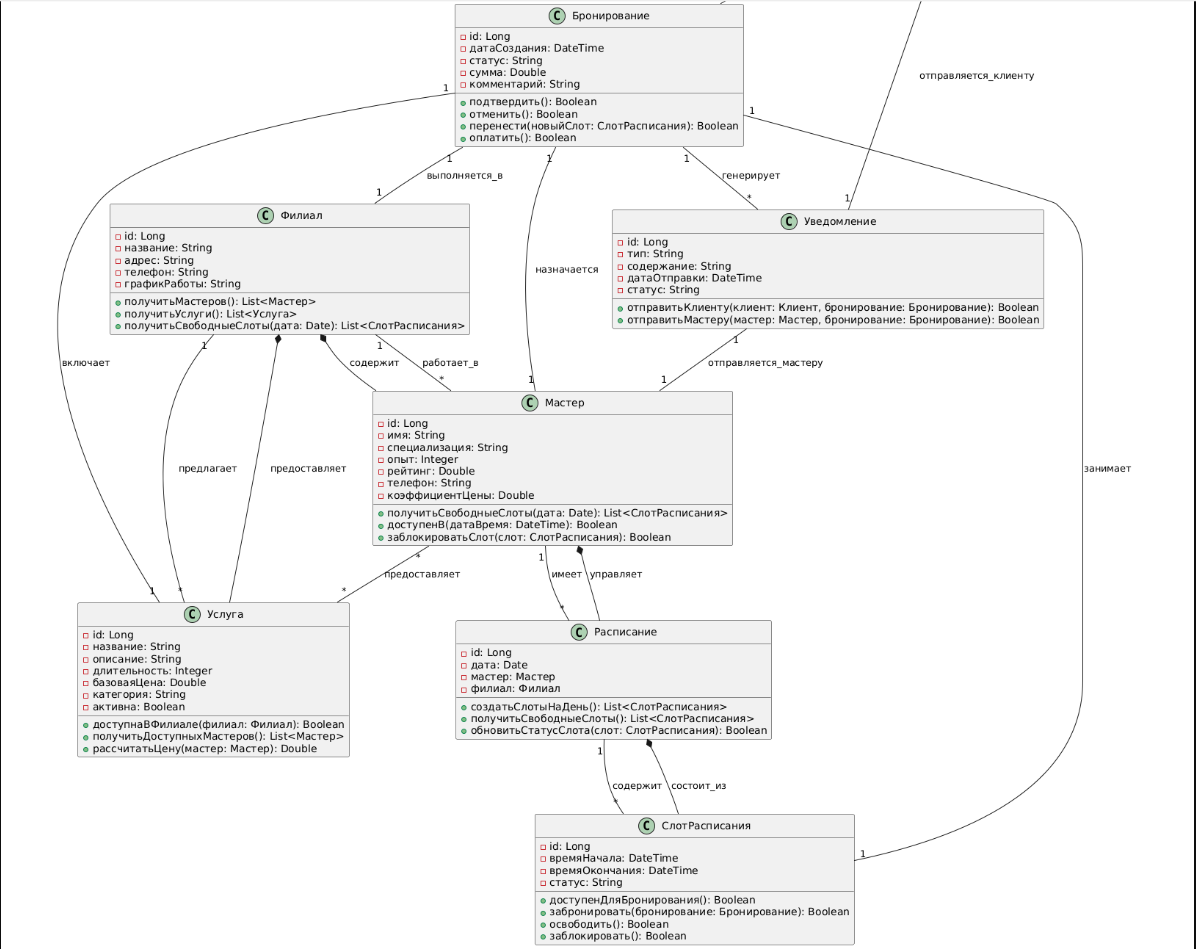 C Бронирование
id: Long
датаСоздания: DateTime
статус: String
сумма: Double
комментарий: String
подтвердить(): Boolean
отменить(): Boolean
перенести(новыйСлот: СлотРасписания): Boolean
оплатить(): Boolean
отправляется_клиенту
1
1
1
1
1
выполняется_в
генерирует
1
*
1
C Филиал
id: Long
название: String
адрес: String
телефон: String
графикРаботы: String
получитьМастеров(): List<Мастер>
получитьУслуги(): List<Услуга>
получитьСвободныеСлоты(дата: Date): List<СлотРасписания>
назначается
C Уведомление
id: Long
тип: String
содержание: String
датаОтправки: DateTime
статус: String
отправитьКлиенту(клиент: Клиент, бронирование: Бронирование): Boolean
отправитьМастеру(мастер: Мастер, бронирование: Бронирование): Boolean
1
1
1
включает
содержит
работает_в
отправляется_мастеру
*
1
1
C Мастер
id: Long
имя: String
специализация: String
опыт: Integer
рейтинг: Double
телефон: String
коэффициентЦены: Double
получитьСвободныеСлоты(дата: Date): List<СлотРасписания>
доступенВ(датаВремя: DateTime): Boolean
заблокироватьСлот(слот: СлотРасписания): Boolean
предлагает
предоставляет
занимает
*
1
предоставляет
имеет
управляет
1
*
*
*
C Услуга
id: Long
название: String
описание: String
длительность: Integer
базоваяЦена: Double
категория: String
активна: Boolean
доступнаВФилиале(филиал: Филиал): Boolean
получитьДоступныхМастеров(): List<Мастер>
рассчитатьЦену(мастер: Мастер): Double
C Расписание
id: Long
дата: Date
мастер: Мастер
филиал: Филиал
создатьСлотыНаДень(): List<СлотРасписания>
получитьСвободныеСлоты(): List<СлотРасписания>
обновитьСтатусСлота(слот: СлотРасписания): Boolean
1
содержит
состоит_из
*
C СлотРасписания
id: Long
времяНачала: DateTime
времяОкончания: DateTime
статус: String
доступенДляБронирования(): Boolean
забронировать(бронирование: Бронирование): Boolean
освободить(): Boolean
заблокировать(): Boolean
1